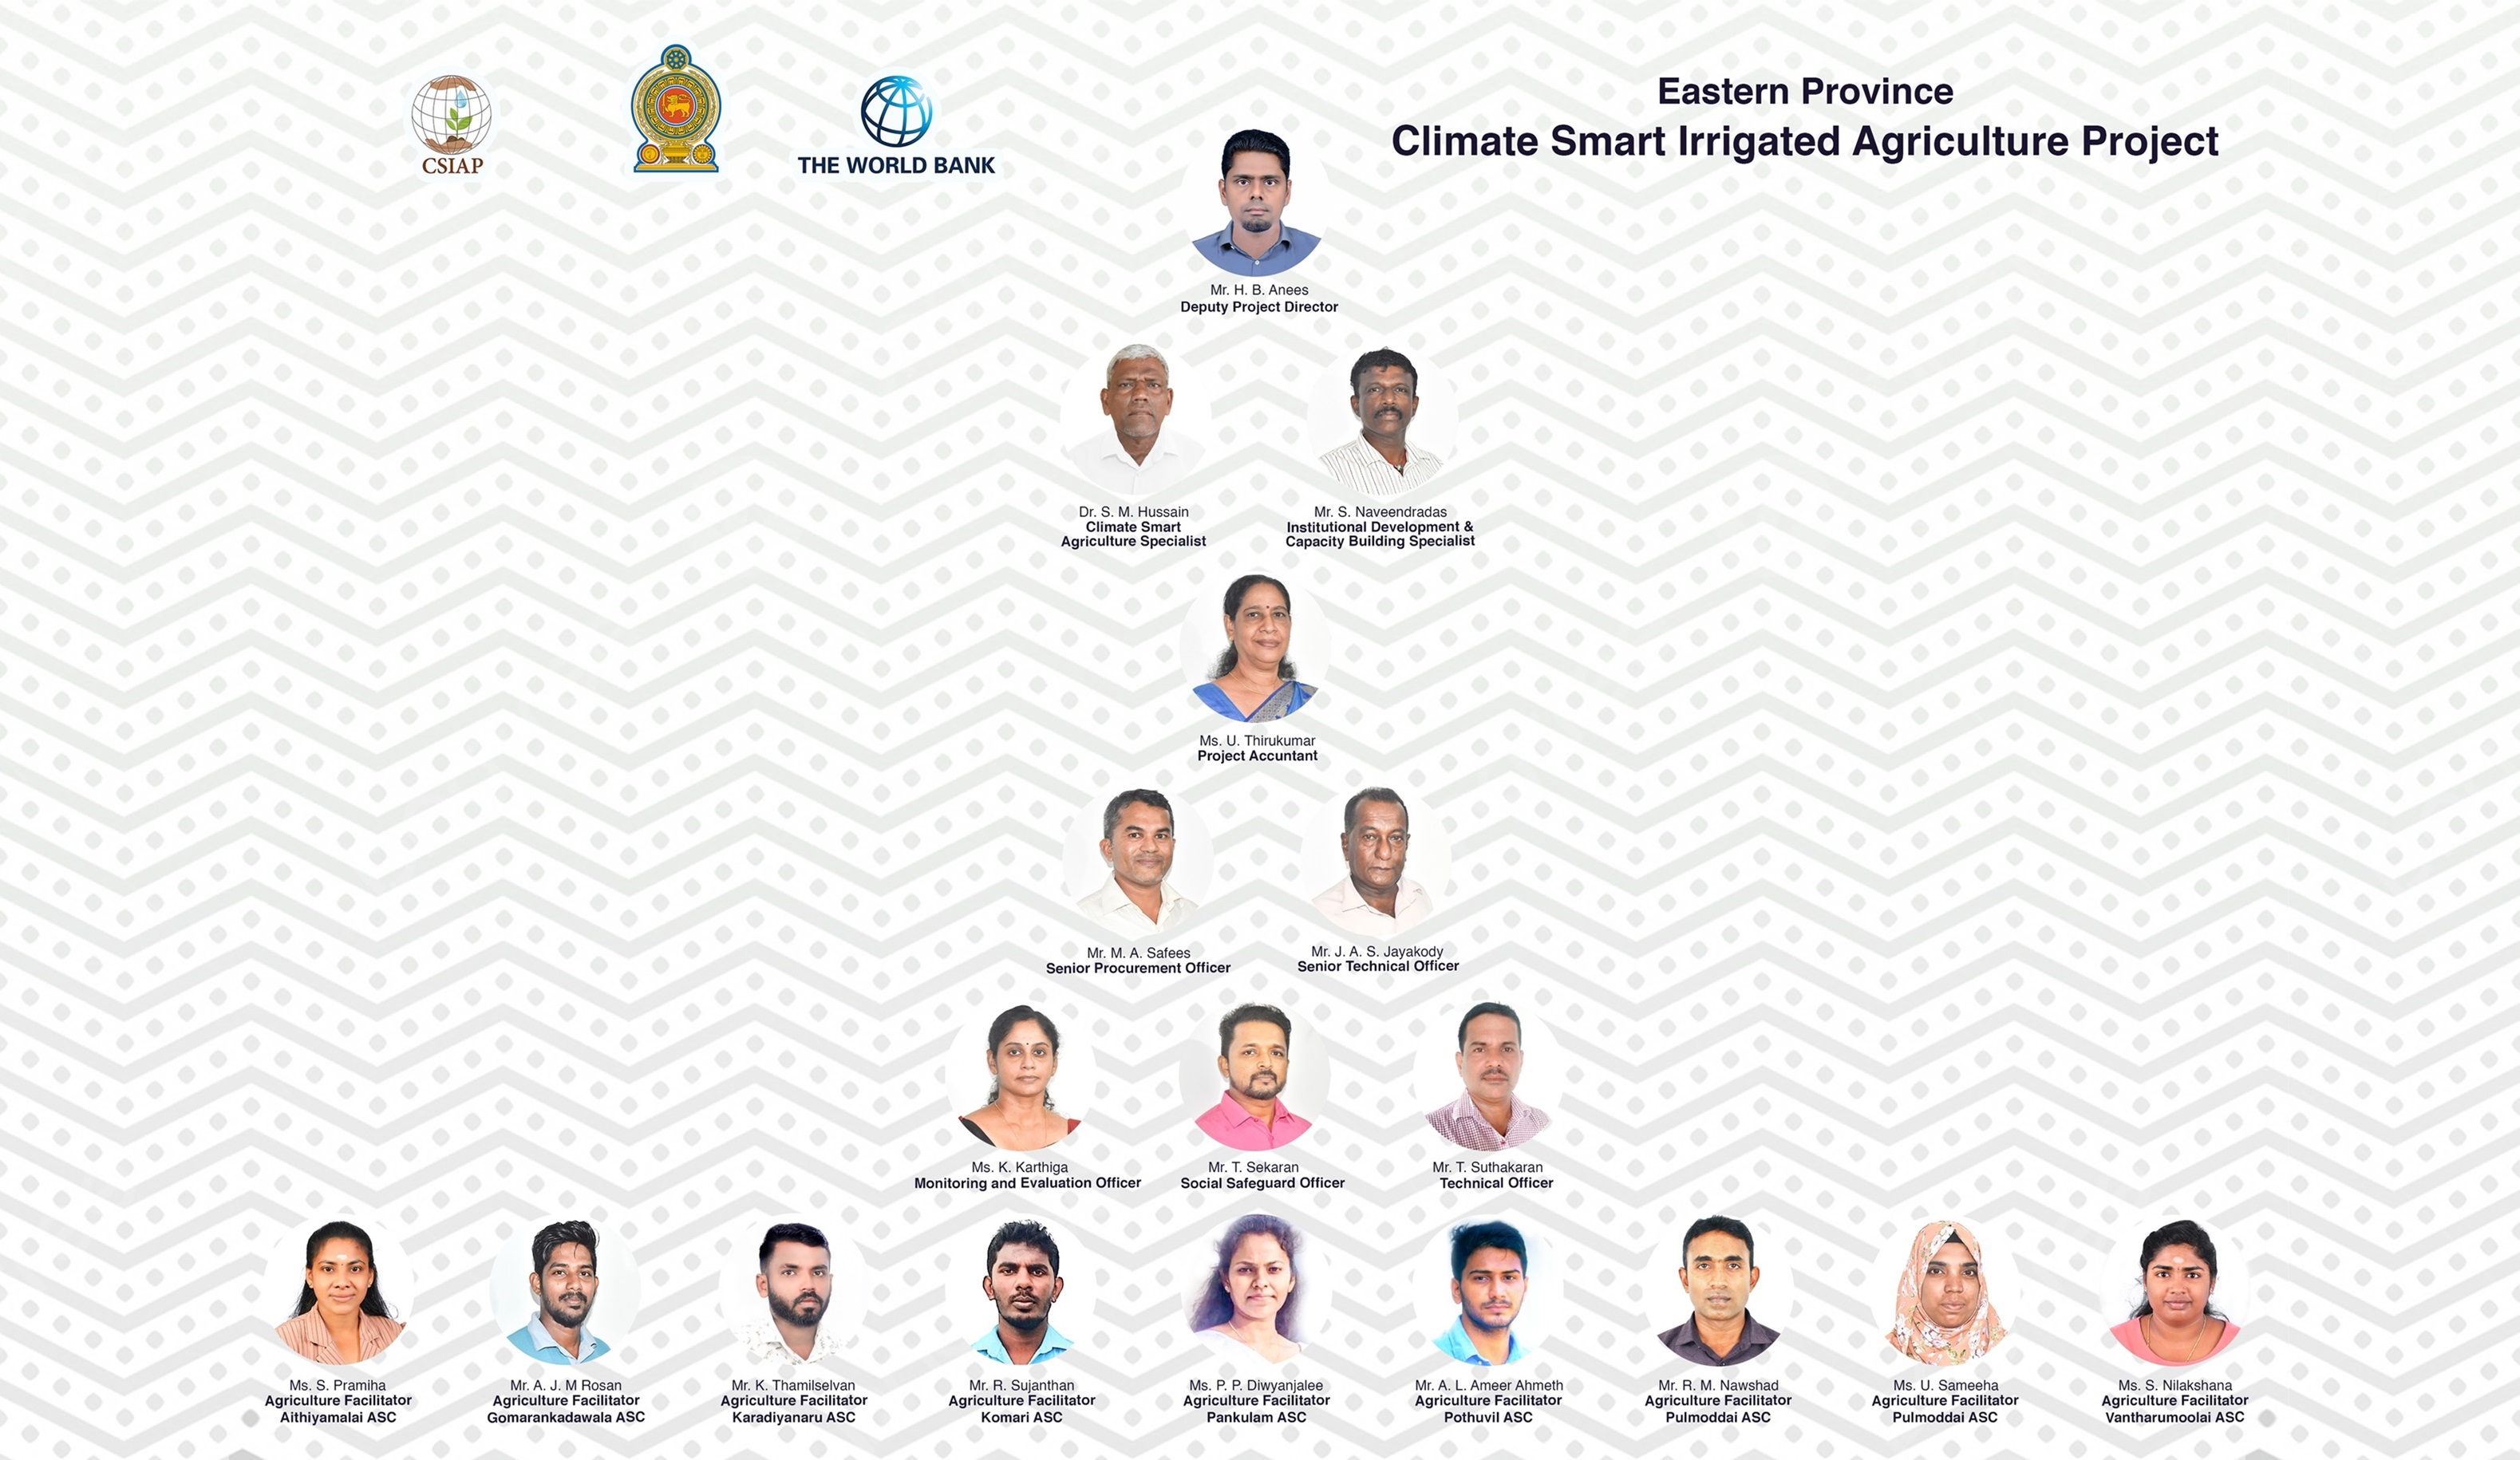 CSIAP
THE WORLD BANK
Eastern Province
Climate Smart Irrigated Agriculture Project
Mr. H. B. Anees
Deputy Project Director
Dr. S. M. Hussain
Climate Smart
Agriculture Specialist
Mr. S. Naveendradas
Institutional Development &
Capacity Building Specialist
Ms. U. Thirukumar
Project Accuntant
Mr. M. A. Safees
Senior Procurement Officer
Mr. J. A. S. Jayakody
Senior Technical Officer
Ms. K. Karthiga
Monitoring and Evaluation Officer
Mr. T. Sekaran
Social Safeguard Officer
Mr. T. Suthakaran
Technical Officer
Ms. S. Pramiha
Agriculture Facilitator
Aithiyamalai ASC
Mr. A. J. M Rosan
Agriculture Facilitator
Gomarankadawala ASC
Mr. K. Thamilselvan
Agriculture Facilitator
Karadiyanaru ASC
Mr. R. Sujanthan
Agriculture Facilitator
Komari ASC
Ms. P. P. Diwyanjalee
Agriculture Facilitator
Pankulam ASC
Mr. A. L. Ameer Ahmeth
Agriculture Facilitator
Pothuvil ASC
Mr. R. M. Nawshad
Agriculture Facilitator
Pulmoddai ASC
Ms. U. Sameeha
Agriculture Facilitator
Pulmoddai ASC
Ms. S. Nilakshana
Agriculture Facilitator
Vantharumoolai ASC